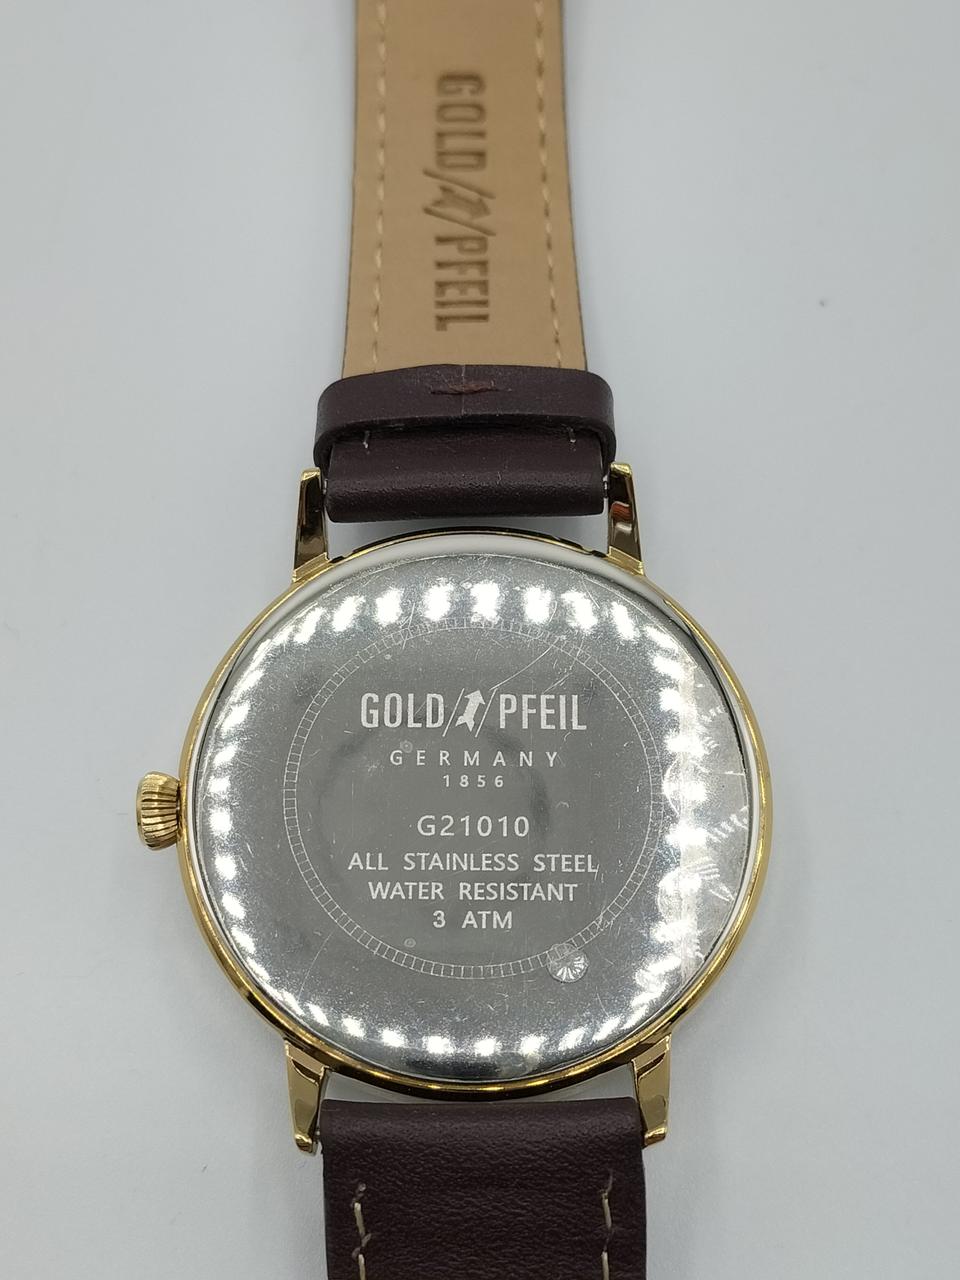 GOLD PFEIL
GOLD PFEIL
GERMANY
1856
G21010
ALL STAINLESS STEEL
WATER RESISTANT
3 ATM